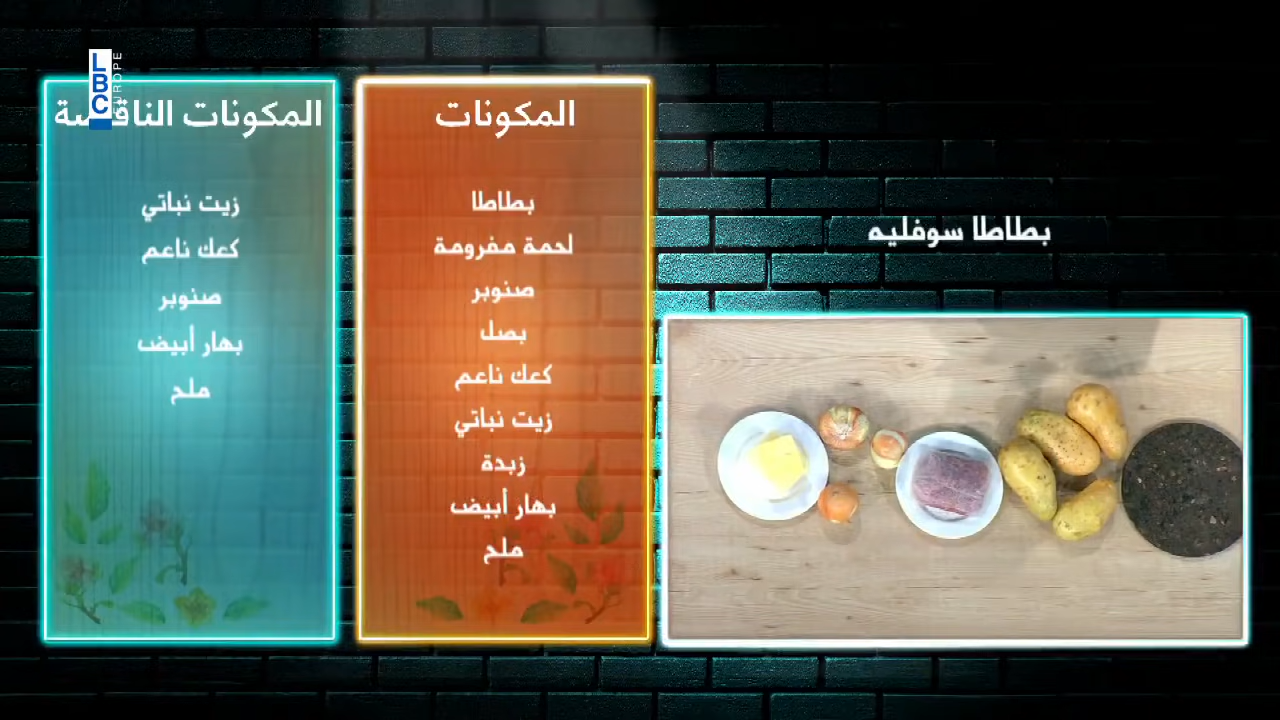 LBC
EUROPE
بطاطا سوفليه
المكونات
بطاطا
لحمة مفرومة
صنوبر
بصل
كعك ناعم
زيت نباتي
زبدة
بهار أبيض
ملح
المكونات الناقصة
زيت نباتي
كعك ناعم
صنوبر
بهار أبيض
ملح